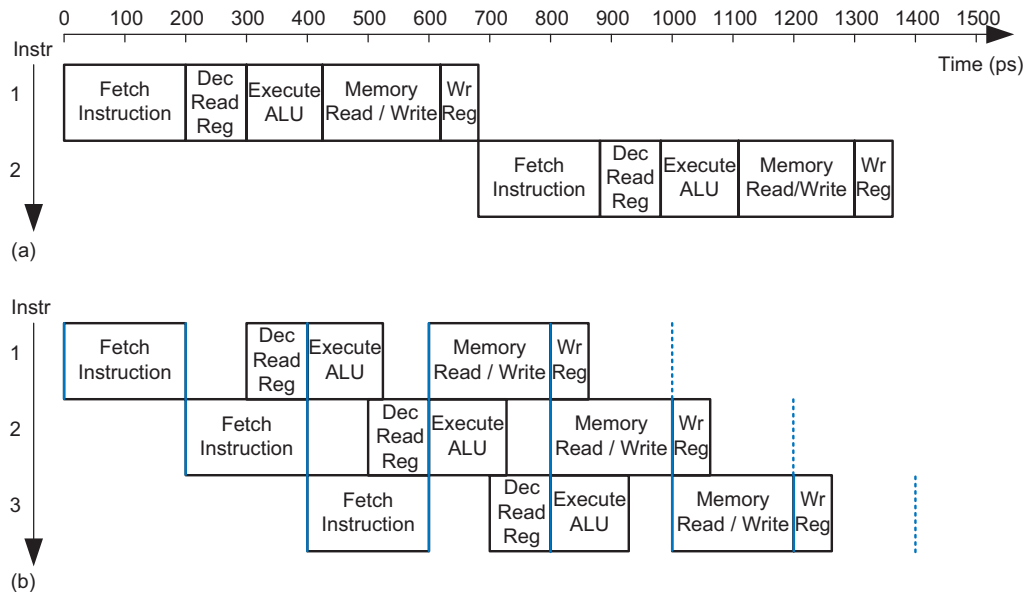 0 100 200 300 400 500 600 700 800 900 1000 1100 1200 1300 1400 1500
Instr
Time (ps)
1
Fetch
Instruction
Dec
Read
Reg
Execute
ALU
Memory
Read / Write
Wr
Reg
2
Fetch
Instruction
Dec
Read
Reg
Execute
ALU
Memory
Read/Write
Wr
Reg
(a)
Instr
1
Fetch
Instruction
Dec
Read
Reg
Execute
ALU
Memory
Read / Write
Wr
Reg
2
Fetch
Instruction
Dec
Read
Reg
Execute
ALU
Memory
Read / Write
Wr
Reg
3
Fetch
Instruction
Dec
Read
Reg
Execute
ALU
Memory
Read / Write
Wr
Reg
(b)